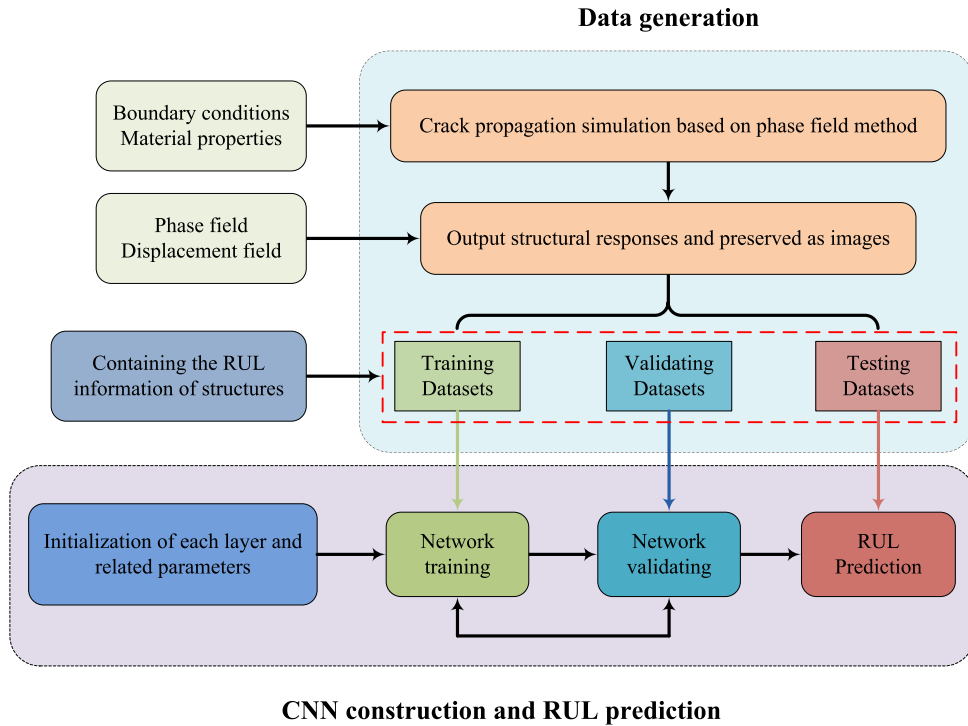 Data generation
Boundary conditions
Material properties
Crack propagation simulation based on phase field method
Phase field
Displacement field
Output structural responses and preserved as images
Containing the RUL
information of structures
Training
Datasets
Validating
Datasets
Testing
Datasets
Initialization of each layer and
related parameters
Network
training
Network
validating
RUL
Prediction
CNN construction and RUL prediction